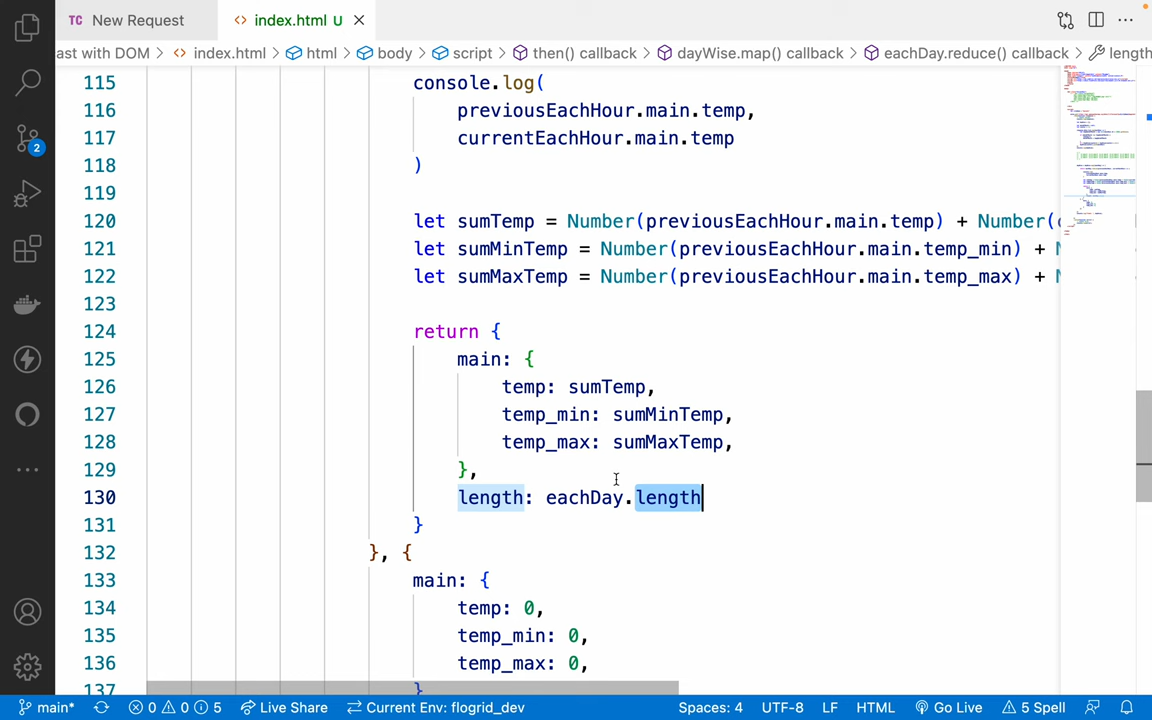 TC New Request
<> index.html U ×
ast with DOM > <> index.html > html > body > script > then() callback > dayWise.map() callback > eachDay.reduce() callback > length
115 console.log(
116 previousEachHour.main.temp,
117 currentEachHour.main.temp
118 )
119
120 let sumTemp = Number(previousEachHour.main.temp) + Number(
121 let sumMinTemp = Number(previousEachHour.main.temp_min) +
122 let sumMaxTemp = Number(previousEachHour.main.temp_max) +
123
124 return {
125 main: {
126 temp: sumTemp,
127 temp_min: sumMinTemp,
128 temp_max: sumMaxTemp,
129 },
130 length: eachDay.length
131 }
132 }, {
133 main: {
134 temp: 0,
135 temp_min: 0,
136 temp_max: 0,
137 }
2
main* 0 0 5 Live Share Current Env: flogrid_dev Spaces: 4 UTF-8 LF HTML Go Live 5 Spell